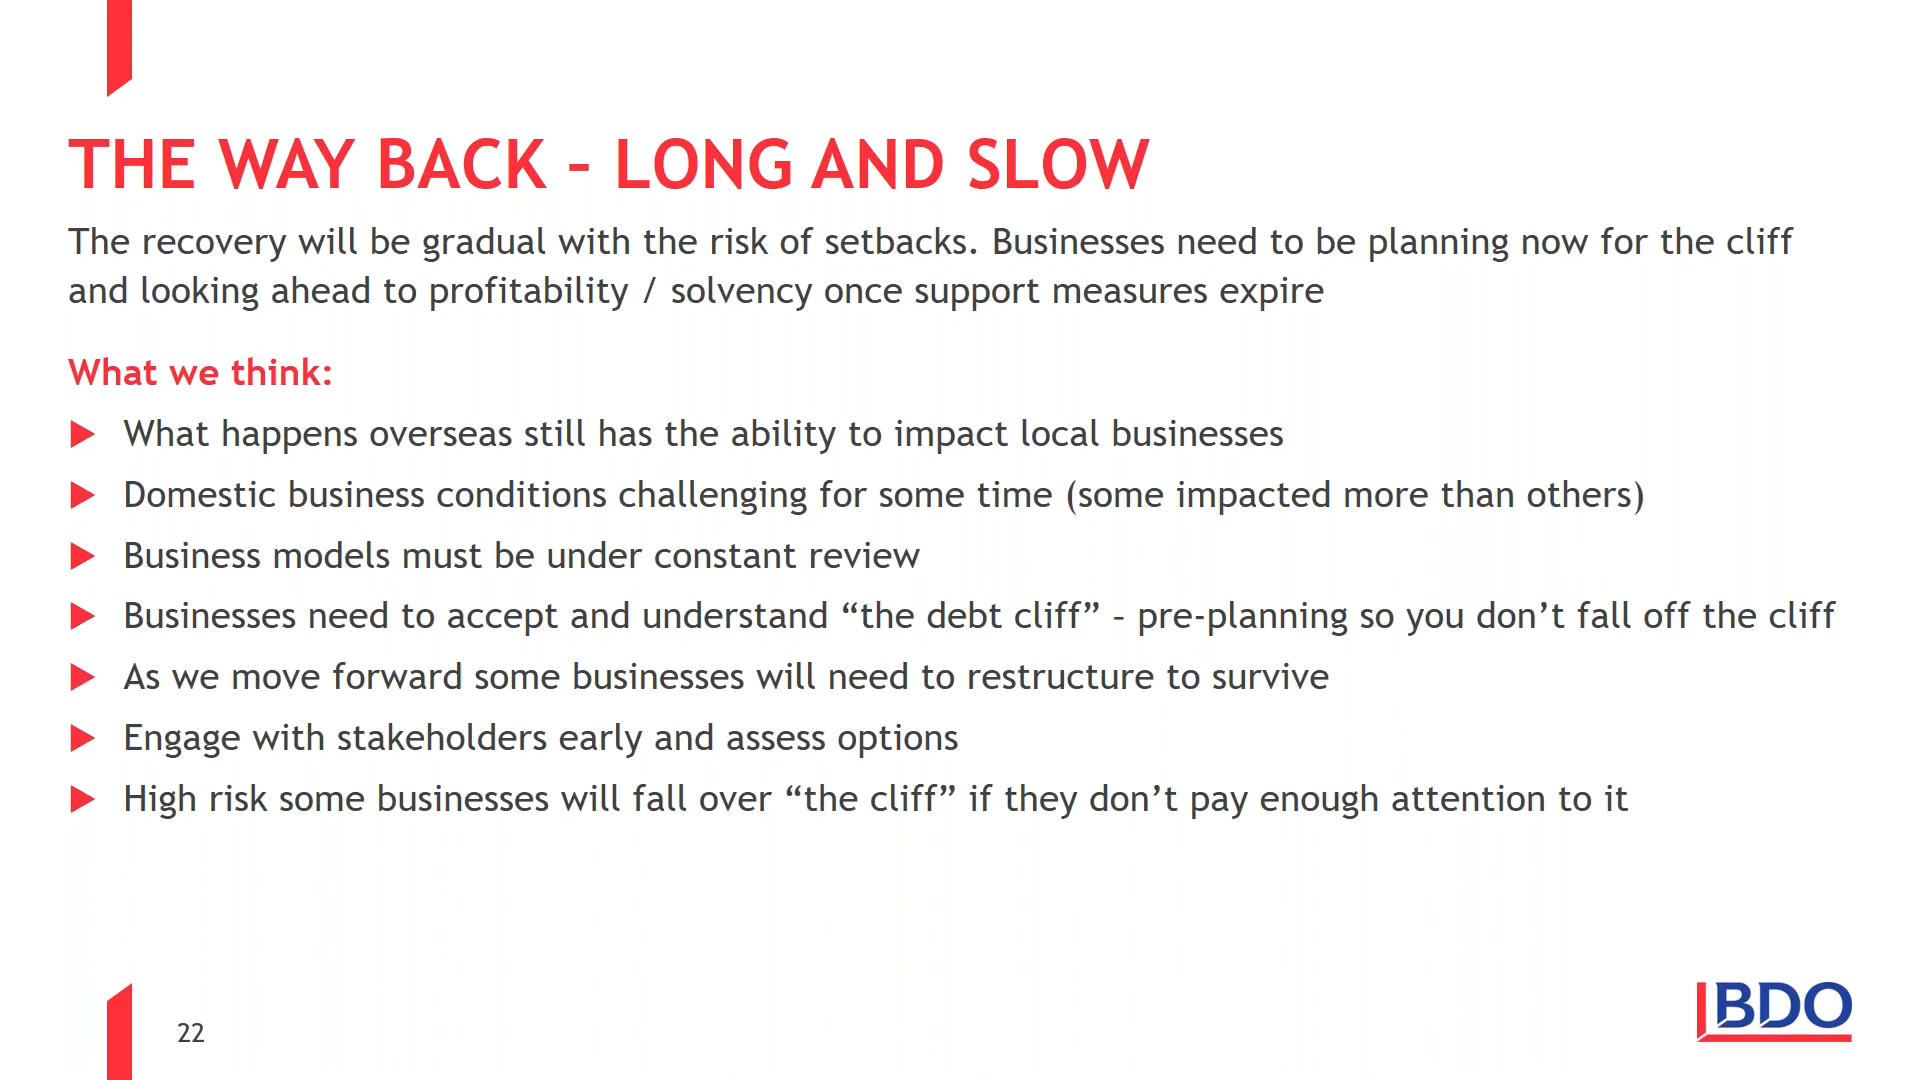 THE WAY BACK – LONG AND SLOW
The recovery will be gradual with the risk of setbacks. Businesses need to be planning now for the cliff
and looking ahead to profitability / solvency once support measures expire
What we think:
What happens overseas still has the ability to impact local businesses
Domestic business conditions challenging for some time (some impacted more than others)
Business models must be under constant review
Businesses need to accept and understand “the debt cliff” – pre-planning so you don’t fall off the cliff
As we move forward some businesses will need to restructure to survive
Engage with stakeholders early and assess options
High risk some businesses will fall over “the cliff” if they don’t pay enough attention to it
22
BDO